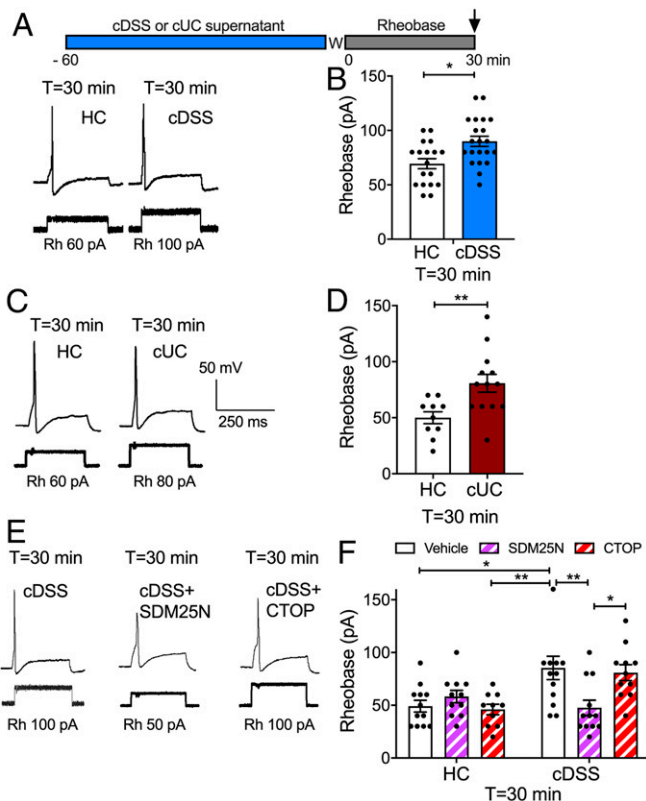 A
cDSS or cUC supernatant
W
Rheobase
- 60
0
30 min
T=30 min
T=30 min
HC
cDSS
Rh 60 pA
Rh 100 pA
B
*
Rheobase (pA)
150
100
50
0
HC
cDSS
T=30 min
C
T=30 min
T=30 min
HC
cUC
50 mV
250 ms
Rh 60 pA
Rh 80 pA
D
**
Rheobase (pA)
150
100
50
0
HC
cUC
T=30 min
E
T=30 min
T=30 min
T=30 min
cDSS
cDSS+
SDM25N
cDSS+
CTOP
Rh 100 pA
Rh 50 pA
Rh 100 pA
F
Vehicle
SDM25N
CTOP
*
**
**
*
Rheobase (pA)
150
100
50
0
HC
cDSS
T=30 min